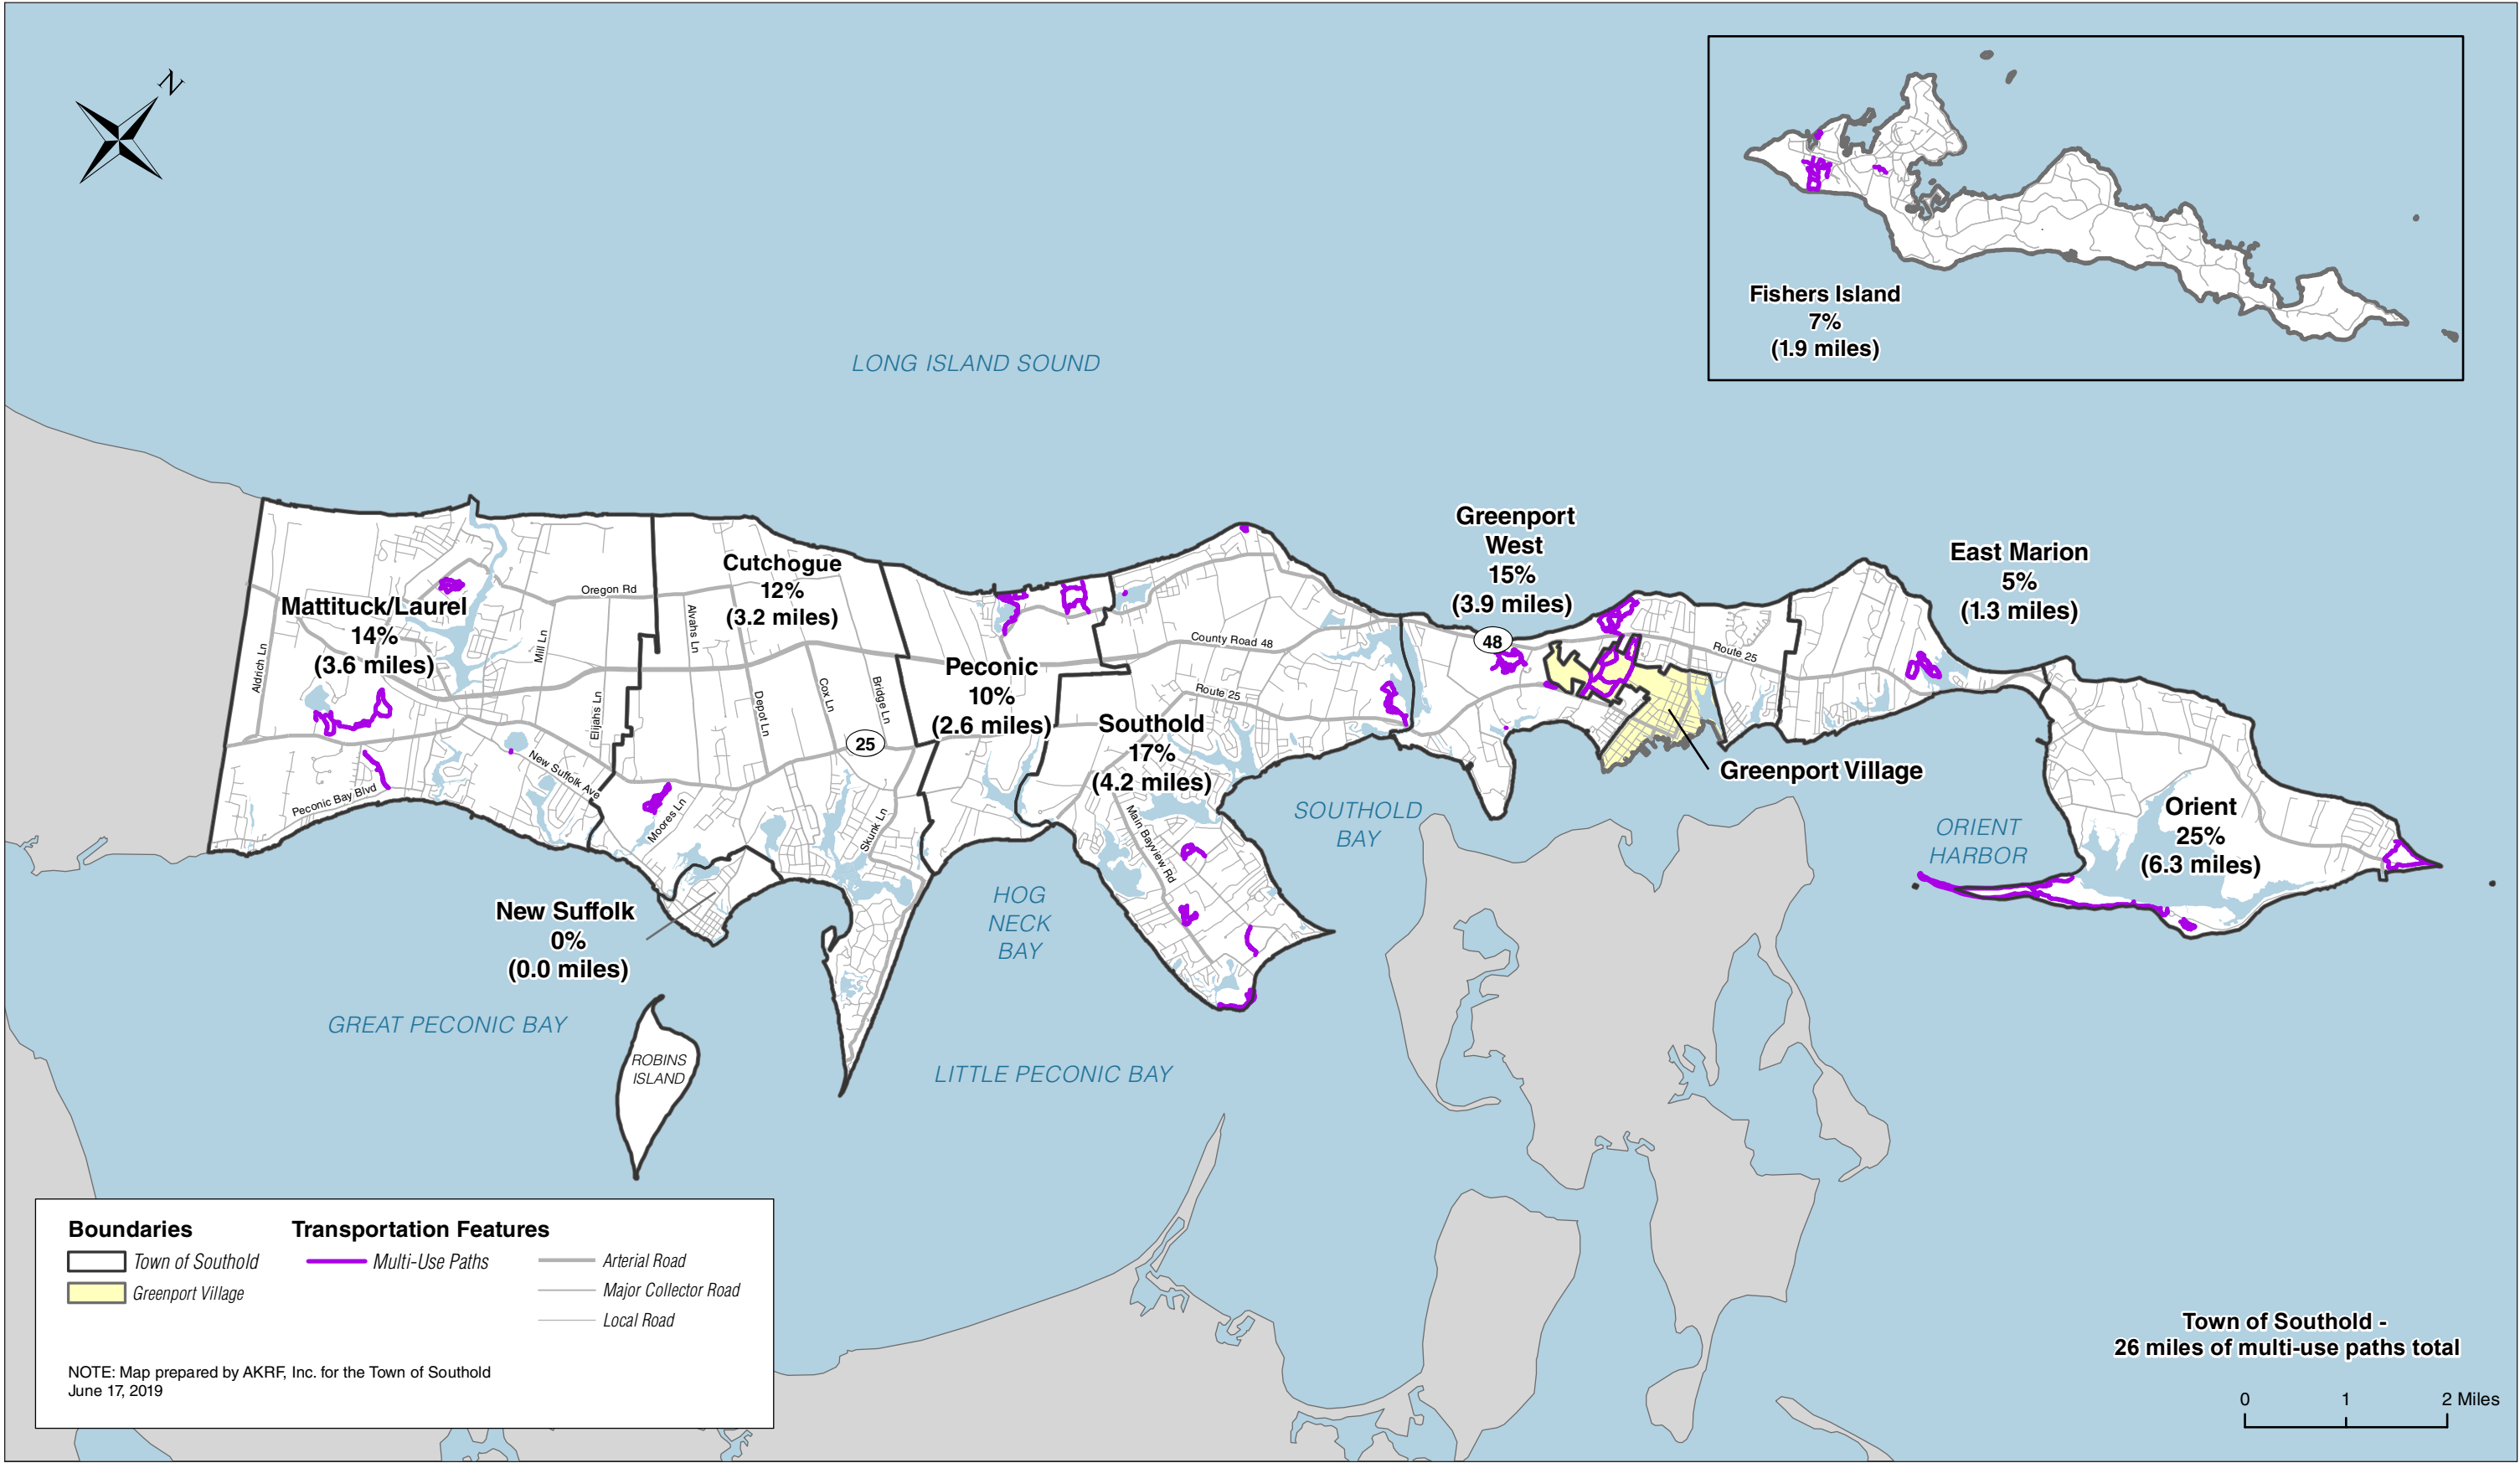 N
Fishers Island
7%
(1.9 miles)
LONG ISLAND SOUND
Greenport
West
15%
(3.9 miles)
East Marion
5%
(1.3 miles)
Cutchogue
12%
(3.2 miles)
Mattituck/Laurel
14%
(3.6 miles)
Peconic
10%
(2.6 miles)
Southold
17%
(4.2 miles)
Greenport Village
Orient
25%
(6.3 miles)
New Suffolk
0%
(0.0 miles)
Oregon Rd
Aldrich Ln
Mill Ln
Elijahs Ln
Alvahs Ln
Depot Ln
Cox Ln
Bridge Ln
25
County Road 48
Route 25
48
Route 25
New Suffolk Ave
Peconic Bay Blvd
Moores Ln
Skunk Ln
Main Bayview Rd
SOUTHOLD
BAY
ORIENT
HARBOR
HOG
NECK
BAY
GREAT PECONIC BAY
LITTLE PECONIC BAY
ROBINS
ISLAND
Boundaries
Town of Southold
Greenport Village
Transportation Features
Multi-Use Paths
Arterial Road
Major Collector Road
Local Road
NOTE: Map prepared by AKRF, Inc. for the Town of Southold
June 17, 2019
Town of Southold -
26 miles of multi-use paths total
0 1 2 Miles